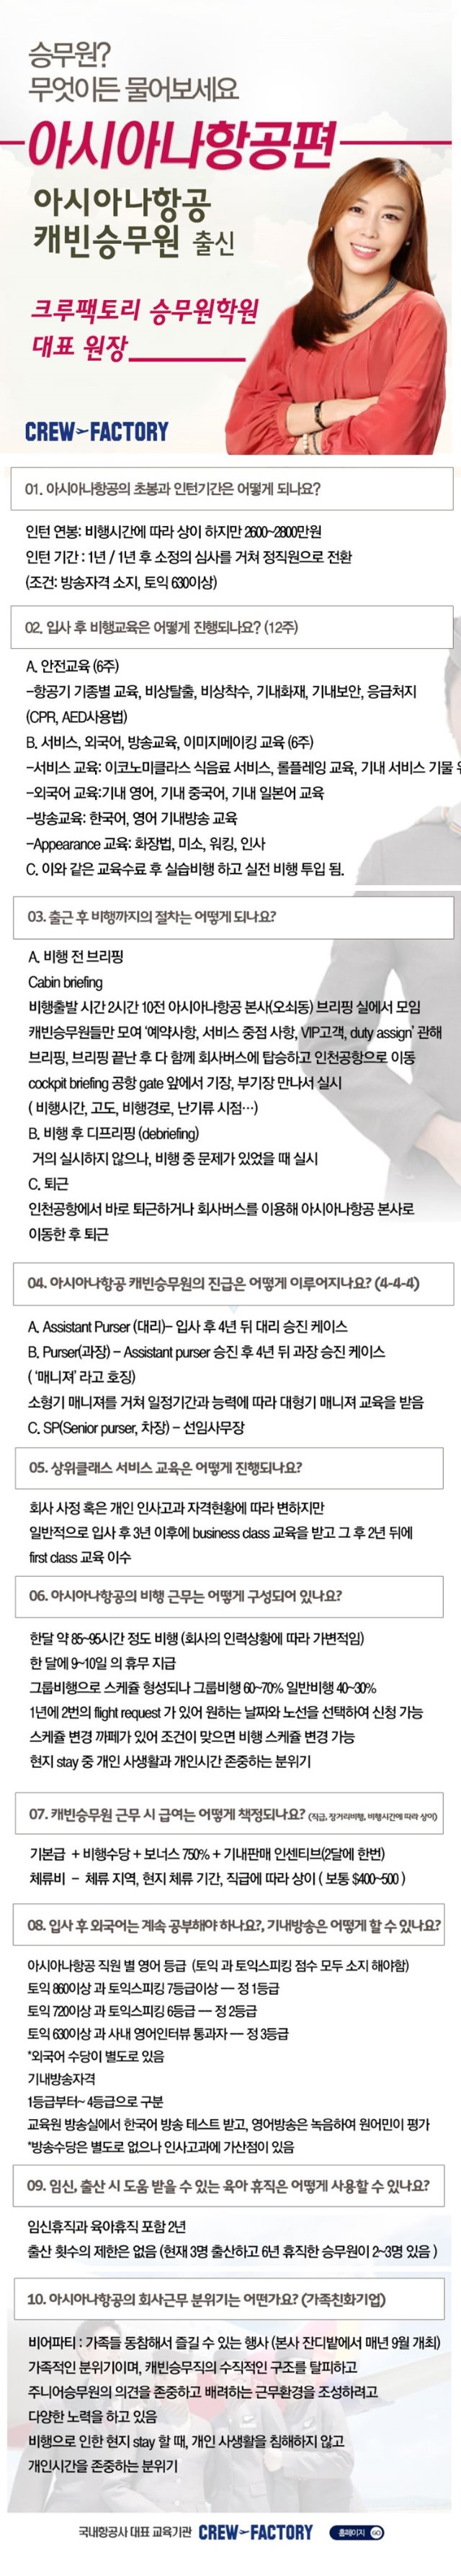 승무원?
무엇이든 물어보세요
아시아나항공편
아시아나항공
캐빈승무원 출신
크루팩토리 승무원학원
대표 원장
CREW FACTORY
01. 아시아나항공의 초봉과 인턴기간은 어떻게 되나요?
인턴 연봉: 비행시간에 따라 상이 하지만 2600~2800만원
인턴 기간 : 1년 / 1년 후 소정의 심사를 거쳐 정직원으로 전환
(조건: 방송자격 소지, 토익 630이상)
02. 입사 후 비행교육은 어떻게 진행되나요? (12주)
A. 안전교육 (6주)
-항공기 기종별 교육, 비상탈출, 비상착수, 기내화재, 기내보안, 응급처지
(CPR, AED사용법)
B. 서비스, 외국어, 방송교육, 이미지메이킹 교육 (6주)
-서비스 교육: 이코노미클라스 식음료 서비스, 롤플레잉 교육, 기내 서비스 기물
-외국어 교육:기내 영어, 기내 중국어, 기내 일본어 교육
-방송교육: 한국어, 영어 기내방송 교육
-Appearance 교육: 화장법, 미소, 워킹, 인사
C. 이와 같은 교육수료 후 실습비행 하고 실전 비행 투입 됨.
03. 출근 후 비행까지의 절차는 어떻게 되나요?
A. 비행 전 브리핑
Cabin briefing
비행출발 시간 2시간 10전 아시아나항공 본사(오쇠동) 브리핑 실에서 모임
캐빈승무원들만 모여 '예약사항, 서비스 중점 사항, VIP고객, duty assign' 관해
브리핑, 브리핑 끝난 후 다 함께 회사버스에 탑승하고 인천공항으로 이동
cockpit briefing 공항 gate 앞에서 기장, 부기장 만나서 실시
( 비행시간, 고도, 비행경로, 난기류 시점…)
B. 비행 후 디프리핑 (debriefing)
거의 실시하지 않으나, 비행 중 문제가 있었을 때 실시
C. 퇴근
인천공항에서 바로 퇴근하거나 회사버스를 이용해 아시아나항공 본사로
이동한 후 퇴근
04. 아시아나항공 캐빈승무원의 진급은 어떻게 이루어지나요? (4-4-4)
A. Assistant Purser (대리)- 입사 후 4년 뒤 대리 승진 케이스
B. Purser(과장) - Assistant purser 승진 후 4년 뒤 과장 승진 케이스
( '매니져' 라고 호칭)
소형기 매니져를 거쳐 일정기간과 능력에 따라 대형기 매니져 교육을 받음
C. SP(Senior purser, 차장) - 선임사무장
05. 상위클래스 서비스 교육은 어떻게 진행되나요?
회사 사정 혹은 개인 인사고과 자격현황에 따라 변하지만
일반적으로 입사 후 3년 이후에 business class 교육을 받고 그 후 2년 뒤에
first class 교육 이수
06. 아시아나항공의 비행 근무는 어떻게 구성되어 있나요?
한달 약 85~95시간 정도 비행 (회사의 인력상황에 따라 가변적임)
한 달에 9~10일 의 휴무 지급
그룹비행으로 스케쥴 형성되나 그룹비행 60~70% 일반비행 40~30%
1년에 2번의 flight request 가 있어 원하는 날짜와 노선을 선택하여 신청 가능
스케쥴 변경 까페가 있어 조건이 맞으면 비행 스케쥴 변경 가능
현지 stay 중 개인 사생활과 개인시간 존중하는 분위기
07. 캐빈승무원 근무 시 급여는 어떻게 책정되나요? (직급, 장거리비행, 비행시간에 따라 상이)
기본급 + 비행수당 + 보너스 750% + 기내판매 인센티브(2달에 한번)
체류비 - 체류 지역, 현지 체류 기간, 직급에 따라 상이 ( 보통 $400~500 )
08. 입사 후 외국어는 계속 공부해야 하나요?, 기내방송은 어떻게 할 수 있나요?
아시아나항공 직원 별 영어 등급 (토익 과 토익스피킹 점수 모두 소지 해야함)
토익 860이상 과 토익스피킹 7등급이상 — 정 1등급
토익 720이상 과 토익스피킹 6등급 — 정 2등급
토익 630이상 과 사내 영어인터뷰 통과자 — 정 3등급
*외국어 수당이 별도로 있음
기내방송자격
1등급부터~ 4등급으로 구분
교육원 방송실에서 한국어 방송 테스트 받고, 영어방송은 녹음하여 원어민이 평가
*방송수당은 별도로 없으나 인사고과에 가산점이 있음
09. 임신, 출산 시 도움 받을 수 있는 육아 휴직은 어떻게 사용할 수 있나요?
임신휴직과 육아휴직 포함 2년
출산 횟수의 제한은 없음 (현재 3명 출산하고 6년 휴직한 승무원이 2~3명 있음 )
10. 아시아나항공의 회사근무 분위기는 어떤가요? (가족친화기업)
비어파티 : 가족들 동참해서 즐길 수 있는 행사 (본사 잔디밭에서 매년 9월 개최)
가족적인 분위기이며, 캐빈승무직의 수직적인 구조를 탈피하고
주니어승무원의 의견을 존중하고 배려하는 근무환경을 조성하려고
다양한 노력을 하고 있음
비행으로 인한 현지 stay 할 때, 개인 사생활을 침해하지 않고
개인시간을 존중하는 분위기
국내항공사 대표 교육기관 CREW FACTORY 홈페이지 GO